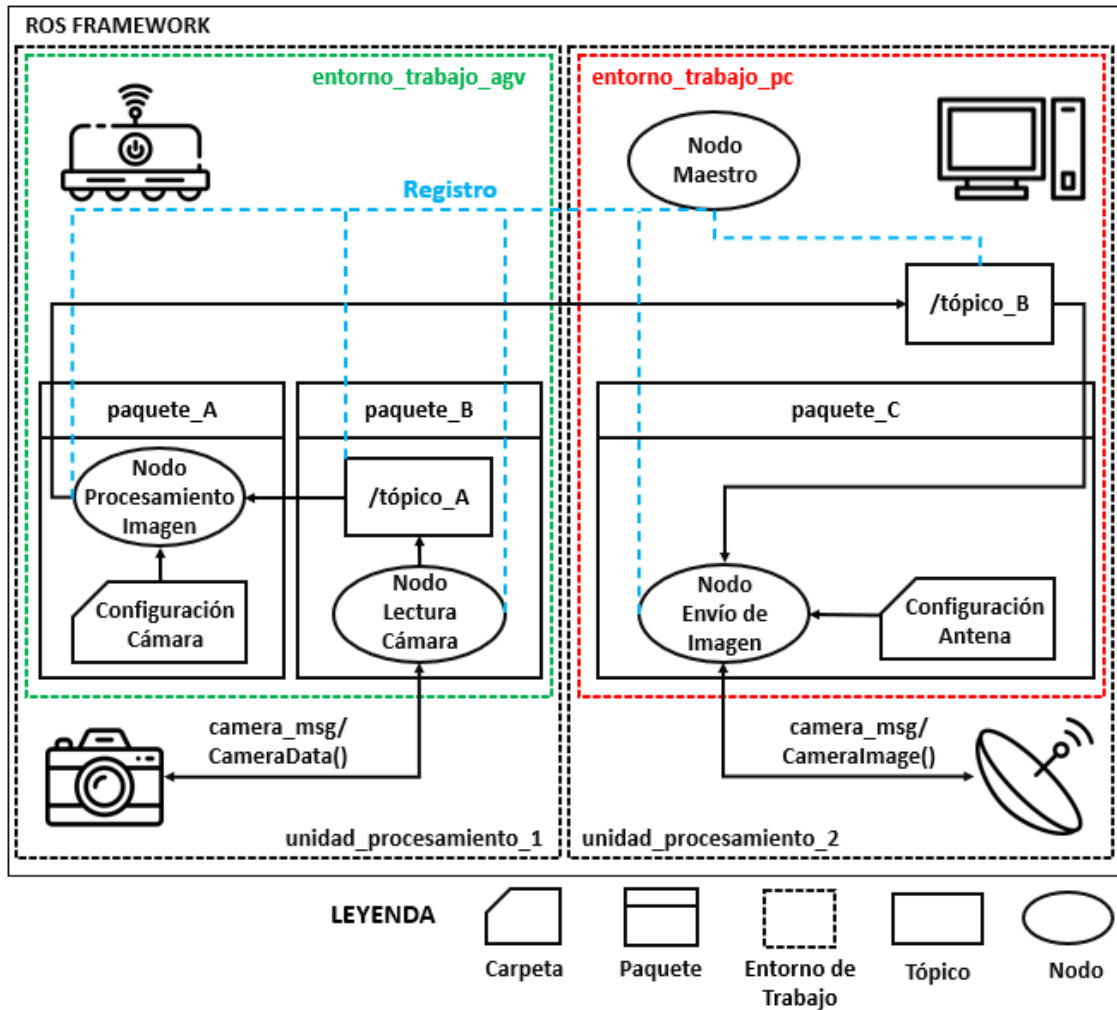 ROS FRAMEWORK
entorno_trabajo_agv
entorno_trabajo_pc
Nodo
Maestro
Registro
/tópico_B
paquete_A
paquete_B
paquete_C
Nodo
Procesamiento
Imagen
/tópico_A
Configuración
Cámara
Nodo
Lectura
Cámara
Nodo
Envío de
Imagen
Configuración
Antena
camera_msg/
CameraData()
camera_msg/
CameraImage()
unidad_procesamiento_1
unidad_procesamiento_2
LEYENDA
Carpeta
Paquete
Entorno de
Trabajo
Tópico
Nodo